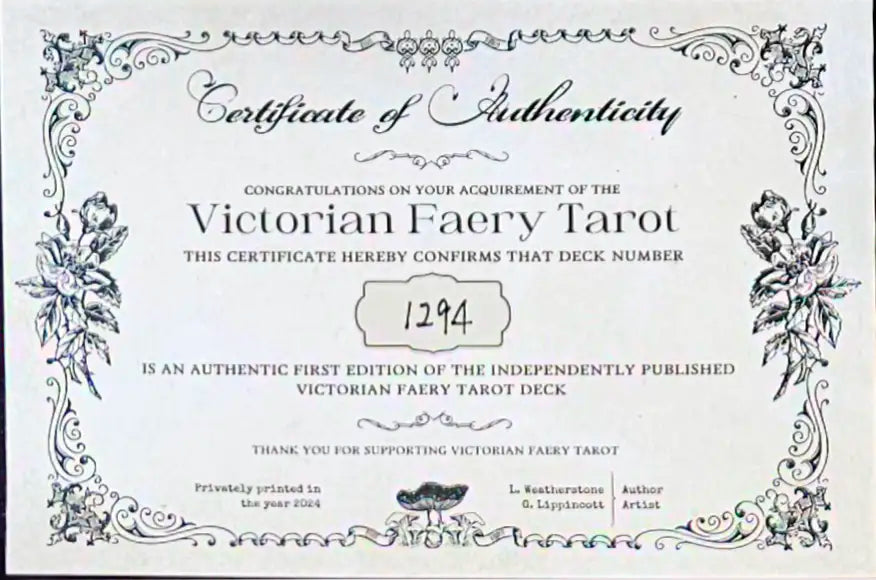 Certificate of Authenticity
CONGRATULATIONS ON YOUR ACQUIREMENT OF THE
Victorian Faery Tarot
THIS CERTIFICATE HEREBY CONFIRMS THAT DECK NUMBER
1294
IS AN AUTHENTIC FIRST EDITION OF THE INDEPENDENTLY PUBLISHED
VICTORIAN FAERY TAROT DECK
THANK YOU FOR SUPPORTING VICTORIAN FAERY TAROT
Privately printed in
the year 2024
L. Weatherstone | Author
G. Lippincott | Artist